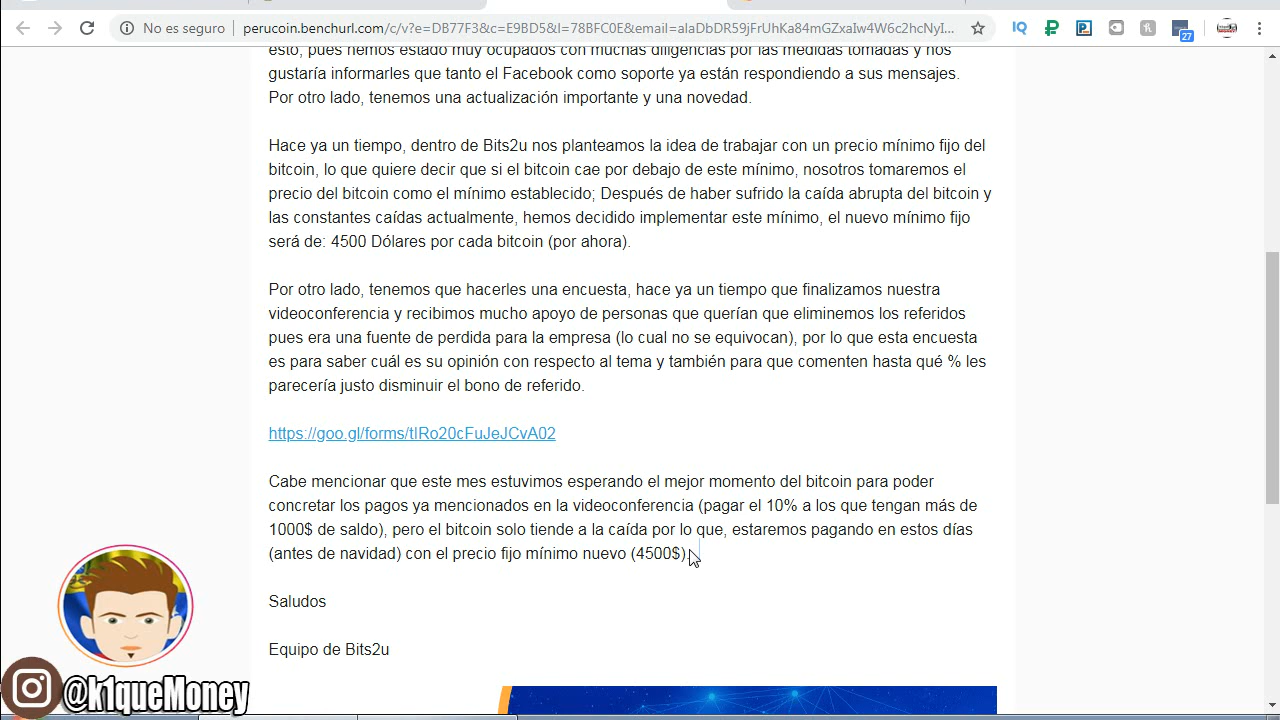 No es seguro
perucoin.benchurl.com/c/v?e=DB77F3&c=E9BD5&l=78BFC0E&email=alaDbDR59jFrUhKa84mGZxaIw4W6c2hcNyI...
27
esto, pues hemos estado muy ocupados con muchas diligencias por las medidas tomadas y nos
gustaría informarles que tanto el Facebook como soporte ya están respondiendo a sus mensajes.
Por otro lado, tenemos una actualización importante y una novedad.
Hace ya un tiempo, dentro de Bits2u nos planteamos la idea de trabajar con un precio mínimo fijo del
bitcoin, lo que quiere decir que si el bitcoin cae por debajo de este mínimo, nosotros tomaremos el
precio del bitcoin como el mínimo establecido; Después de haber sufrido la caída abrupta del bitcoin y
las constantes caídas actualmente, hemos decidido implementar este mínimo, el nuevo mínimo fijo
será de: 4500 Dólares por cada bitcoin (por ahora).
Por otro lado, tenemos que hacerles una encuesta, hace ya un tiempo que finalizamos nuestra
videoconferencia y recibimos mucho apoyo de personas que querían que eliminemos los referidos
pues era una fuente de perdida para la empresa (lo cual no se equivocan), por lo que esta encuesta
es para saber cuál es su opinión con respecto al tema y también para que comenten hasta qué % les
parecería justo disminuir el bono de referido.
https://goo.gl/forms/tIRo20cFuJeJCvA02
Cabe mencionar que este mes estuvimos esperando el mejor momento del bitcoin para poder
concretar los pagos ya mencionados en la videoconferencia (pagar el 10% a los que tengan más de
1000$ de saldo), pero el bitcoin solo tiende a la caída por lo que, estaremos pagando en estos días
(antes de navidad) con el precio fijo mínimo nuevo (4500$)
Saludos
Equipo de Bits2u
@k1queMoney